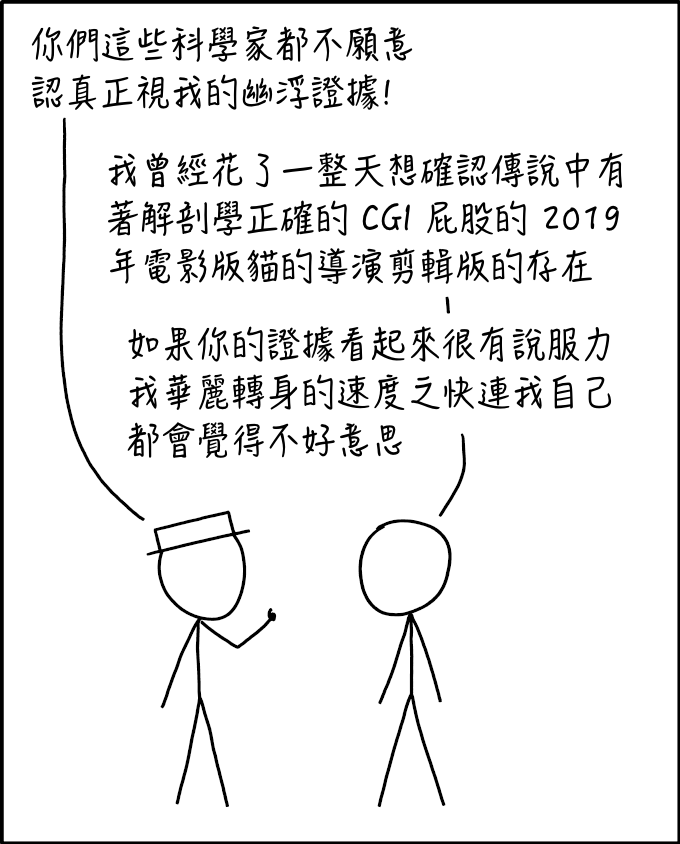 你們這些科學家都不願意
認真正視我的幽浮證據!
我曾經花了一整天想確認傳說中有
著解剖學正確的 CGI 屁股的 2019
年電影版貓的導演剪輯版的存在
如果你的證據看起來很有說服力
我華麗轉身的速度之快連我自己
都會覺得不好意思